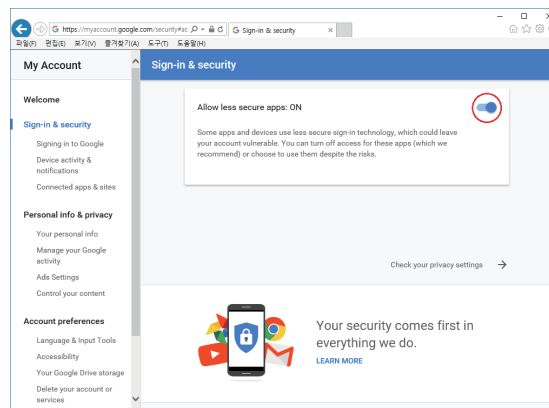 https://myaccount.google.com/security#ac
Sign-in & security
파일(F) 편집(E) 보기(V) 즐겨찾기(A) 도구(T) 도움말(H)
My Account
Sign-in & security
Welcome
Sign-in & security
Signing in to Google
Device activity &
notifications
Connected apps & sites
Personal info & privacy
Your personal info
Manage your Google
activity
Ads Settings
Control your content
Account preferences
Language & Input Tools
Accessibility
Your Google Drive storage
Delete your account or
services
Allow less secure apps: ON
Some apps and devices use less secure sign-in technology, which could leave
your account vulnerable. You can turn off access for these apps (which we
recommend) or choose to use them despite the risks.
Check your privacy settings
Your security comes first in
everything we do.
LEARN MORE